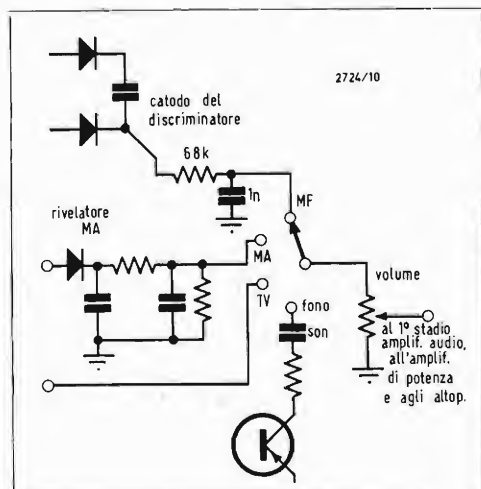 2724/10
catodo del
discriminatore
68k
1n
MF
rivelatore
MA
MA
TV
volume
fono
son
al 1º stadio
amplif. audio,
all'amplif.
di potenza
e agli altop.